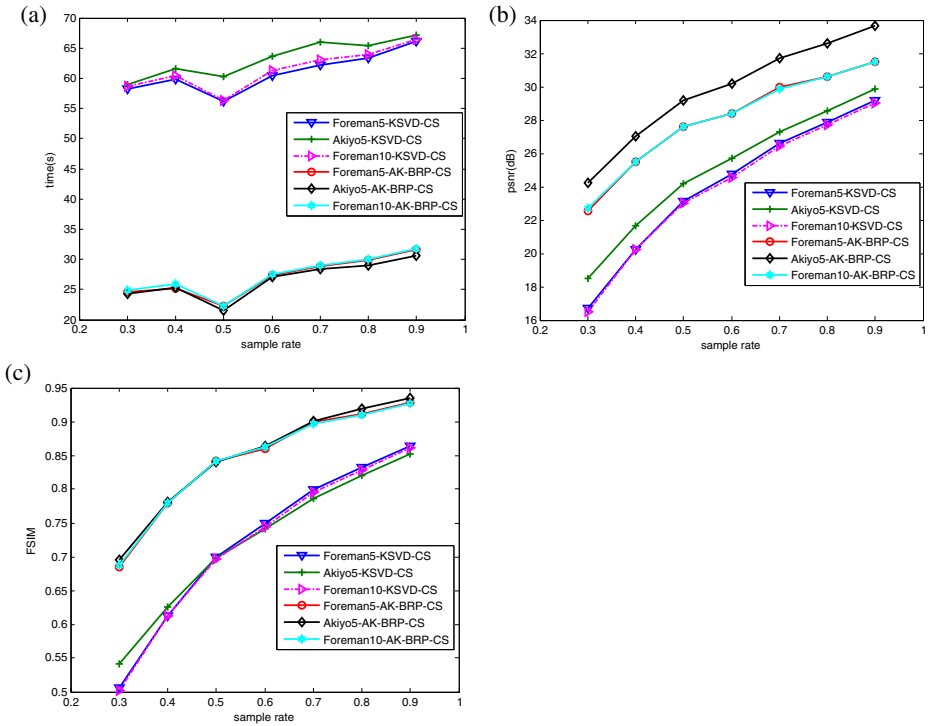 (a)
70
65
60
55
50
45
40
35
30
25
20
time(s)
Foreman5-KSVD-CS
Akiyo5-KSVD-CS
Foreman10-KSVD-CS
Foreman5-AK-BRP-CS
Akiyo5-AK-BRP-CS
Foreman10-AK-BRP-CS
0.2 0.3 0.4 0.5 0.6 0.7 0.8 0.9 1
sample rate
(b)
34
32
30
28
26
24
22
20
18
16
psnr(dB)
Foreman5-KSVD-CS
Akiyo5-KSVD-CS
Foreman10-KSVD-CS
Foreman5-AK-BRP-CS
Akiyo5-AK-BRP-CS
Foreman10-AK-BRP-CS
0.2 0.3 0.4 0.5 0.6 0.7 0.8 0.9 1
sample rate
(c)
0.95
0.9
0.85
0.8
0.75
0.7
0.65
0.6
0.55
0.5
FSIM
Foreman5-KSVD-CS
Akiyo5-KSVD-CS
Foreman10-KSVD-CS
Foreman5-AK-BRP-CS
Akiyo5-AK-BRP-CS
Foreman10-AK-BRP-CS
0.2 0.3 0.4 0.5 0.6 0.7 0.8 0.9 1
sample rate